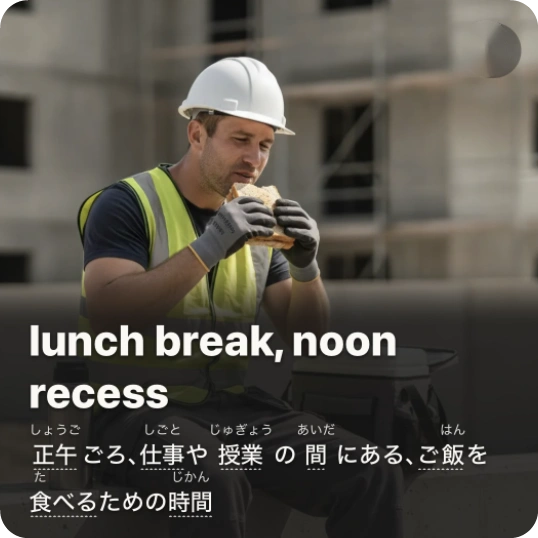 lunch break, noon
recess
しょうご しごと じゅぎょう あいだ はん
正午ごろ、仕事や授業の間にある、ご飯を
た じかん
食べるための時間